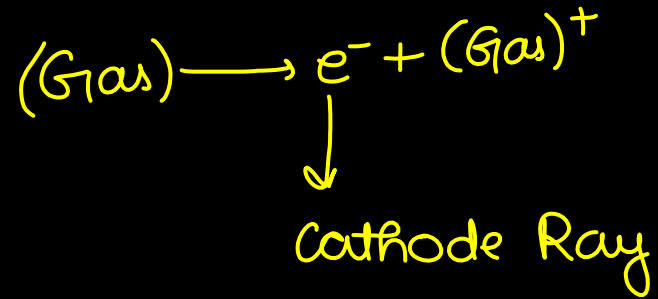 (Gas) → e⁻ + (Gas)⁺
↓
Cathode Ray